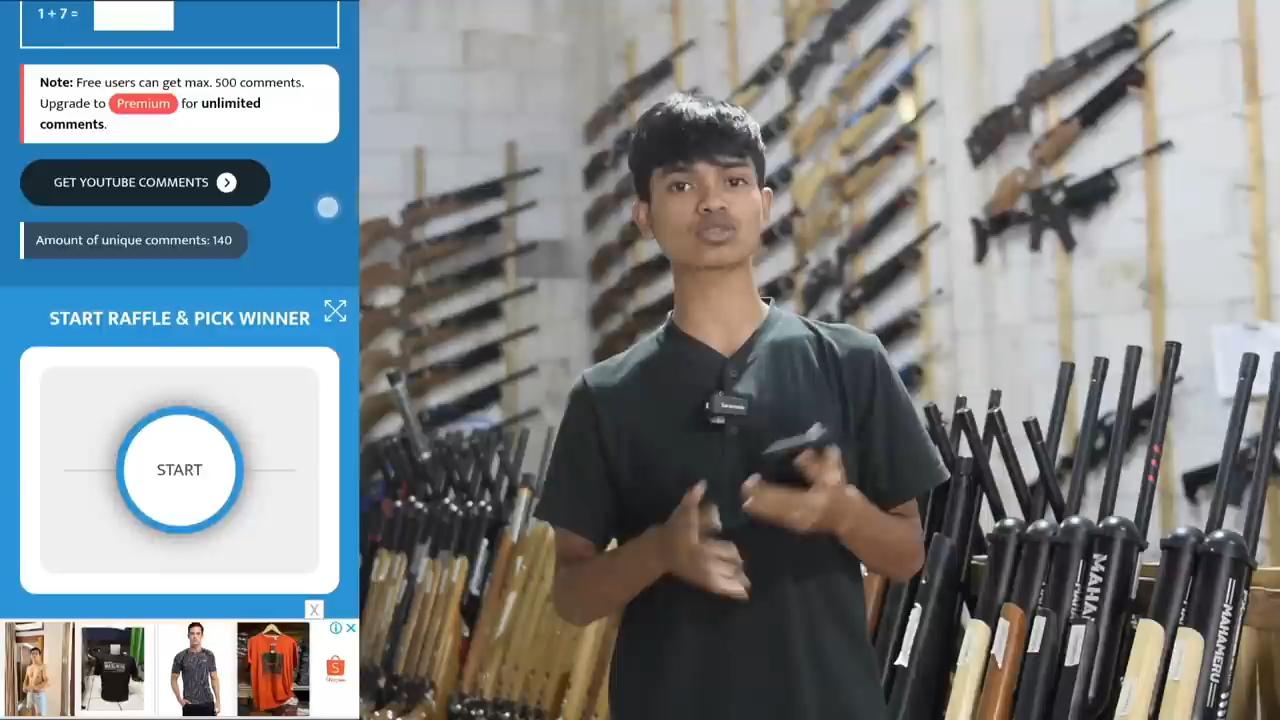 1 + 7 =
Note: Free users can get max. 500 comments.
Upgrade to Premium for unlimited
comments.
GET YOUTUBE COMMENTS
Amount of unique comments: 140
START RAFFLE & PICK WINNER
START
X
MAHAMERU